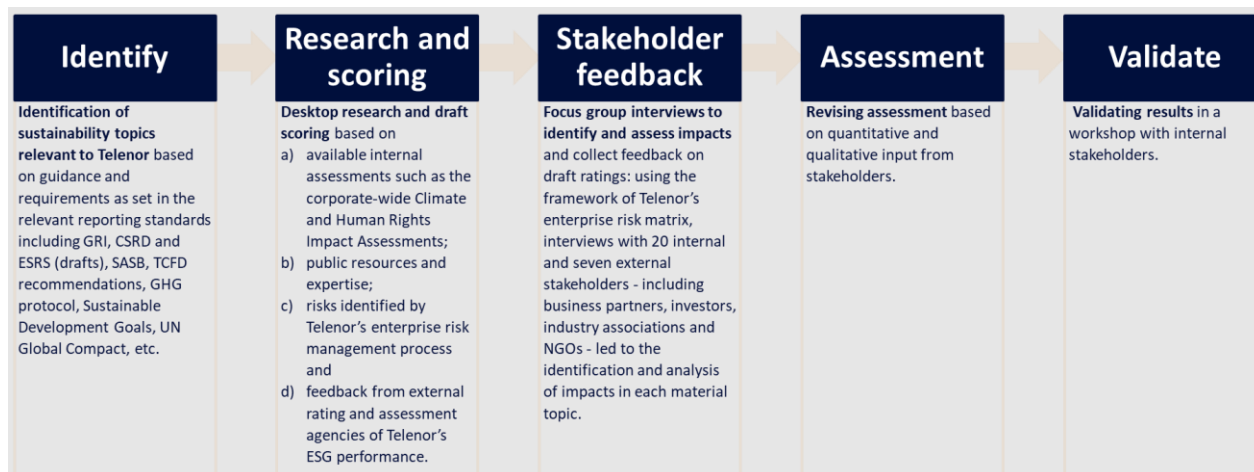 Identify
Identification of
sustainability topics
relevant to Telenor based
on guidance and
requirements as set in the
relevant reporting standards
including GRI, CSRD and
ESRS (drafts), SASB, TCFD
recommendations, GHG
protocol, Sustainable
Development Goals, UN
Global Compact, etc.
Research and
scoring
Desktop research and draft
scoring based on
a) available internal
assessments such as the
corporate-wide Climate
and Human Rights
Impact Assessments;
b) public resources and
expertise;
c) risks identified by
Telenor's enterprise risk
management process
and
d) feedback from external
rating and assessment
agencies of Telenor's
ESG performance.
Stakeholder
feedback
Focus group interviews to
identify and assess impacts
and collect feedback on
draft ratings: using the
framework of Telenor's
enterprise risk matrix,
interviews with 20 internal
and seven external
stakeholders - including
business partners, investors,
industry associations and
NGOs - led to the
identification and analysis
of impacts in each material
topic.
Assessment
Revising assessment based
on quantitative and
qualitative input from
stakeholders.
Validate
Validating results in a
workshop with internal
stakeholders.